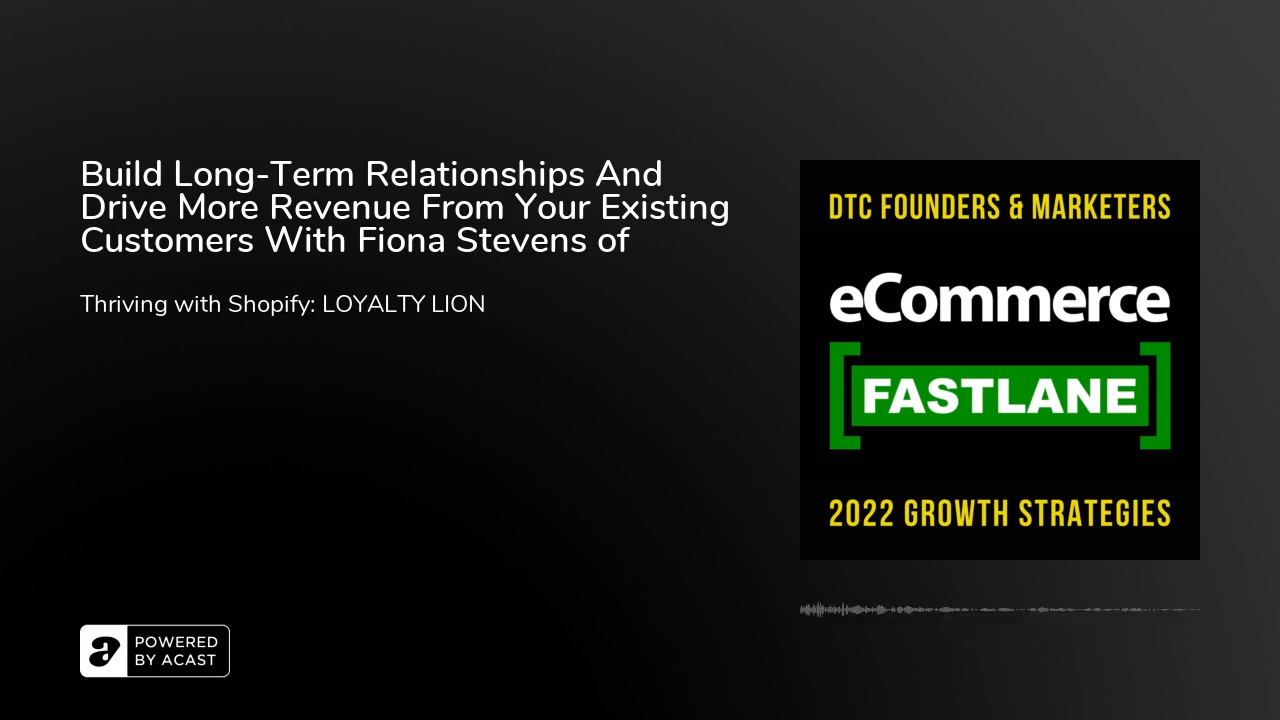 Build Long-Term Relationships And
Drive More Revenue From Your Existing
Customers With Fiona Stevens of
Thriving with Shopify: LOYALTY LION
DTC FOUNDERS & MARKETERS
eCommerce
FASTLANE
2022 GROWTH STRATEGIES
a
POWERED
BY ACAST